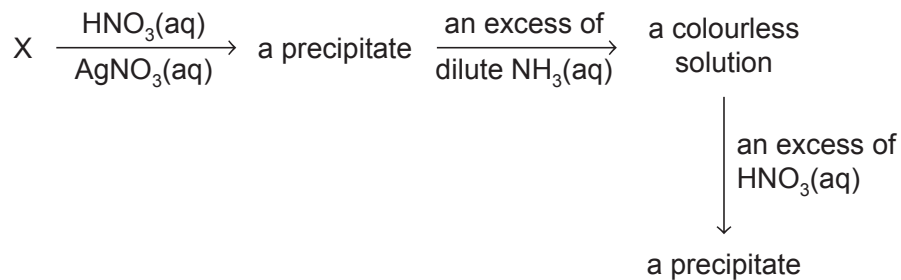 X
HNO₃(aq)
AgNO₃(aq)
a precipitate
an excess of
dilute NH₃(aq)
a colourless
solution
an excess of
HNO₃(aq)
a precipitate